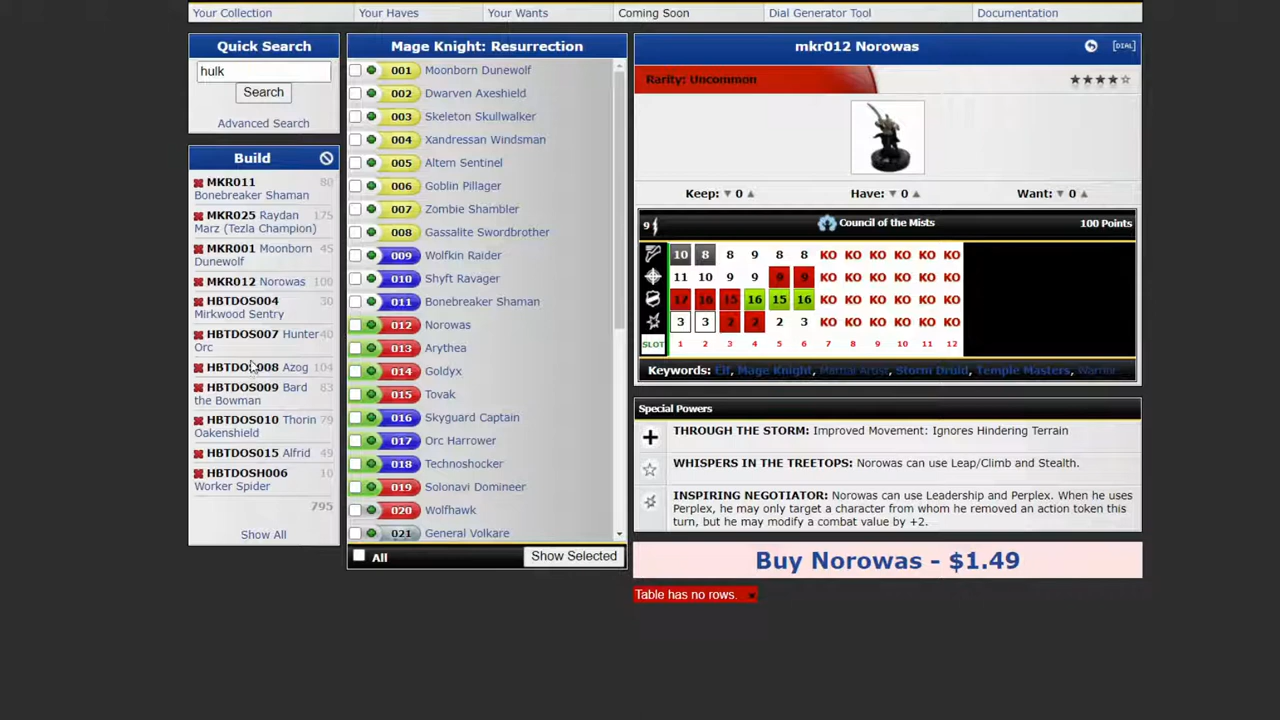 Your Collection Your Haves Your Wants Coming Soon Dial Generator Tool Documentation
Quick Search
hulk
Search
Advanced Search
Build
MKR011 80
Bonebreaker Shaman
MKR025 Raydan 175
Marz (Tezla Champion)
MKR001 Moonborn 45
Dunewolf
MKR012 Norowas 100
HBTDOS004 30
Mirkwood Sentry
HBTDOS007 Hunter 40
Orc
HBTDOS008 Azog 104
HBTDOS009 Bard 83
the Bowman
HBTDOS010 Thorin 79
Oakenshield
HBTDOS015 Alfrid 49
HBTDOSH006 10
Worker Spider
795
Show All
Mage Knight: Resurrection
001 Moonborn Dunewolf
002 Dwarven Axeshield
003 Skeleton Skullwalker
004 Xandressan Windsman
005 Altem Sentinel
006 Goblin Pillager
007 Zombie Shambler
008 Gassalite Swordbrother
009 Wolfkin Raider
010 Shyft Ravager
011 Bonebreaker Shaman
012 Norowas
013 Arythea
014 Goldyx
015 Tovak
016 Skyguard Captain
017 Orc Harrower
018 Technoshocker
019 Solonavi Domineer
020 Wolfhawk
021 General Volkare
All Show Selected
mkr012 Norowas [DIAL]
Rarity: Uncommon
Keep: 0 Have: 0 Want: 0
9 Council of the Mists 100 Points
10 8 8 9 8 8 KO KO KO KO KO KO
11 10 9 9 9 9 KO KO KO KO KO KO
17 16 15 16 15 16 KO KO KO KO KO KO
3 3 2 2 2 3 KO KO KO KO KO KO
SLOT 1 2 3 4 5 6 7 8 9 10 11 12
Keywords: Elf, Mage Knight, Martial Artist, Storm Druid, Temple Masters, Warrior
Special Powers
THROUGH THE STORM: Improved Movement: Ignores Hindering Terrain
WHISPERS IN THE TREETOPS: Norowas can use Leap/Climb and Stealth.
INSPIRING NEGOTIATOR: Norowas can use Leadership and Perplex. When he uses
Perplex, he may only target a character from whom he removed an action token this
turn, but he may modify a combat value by +2.
Buy Norowas - $1.49
Table has no rows.